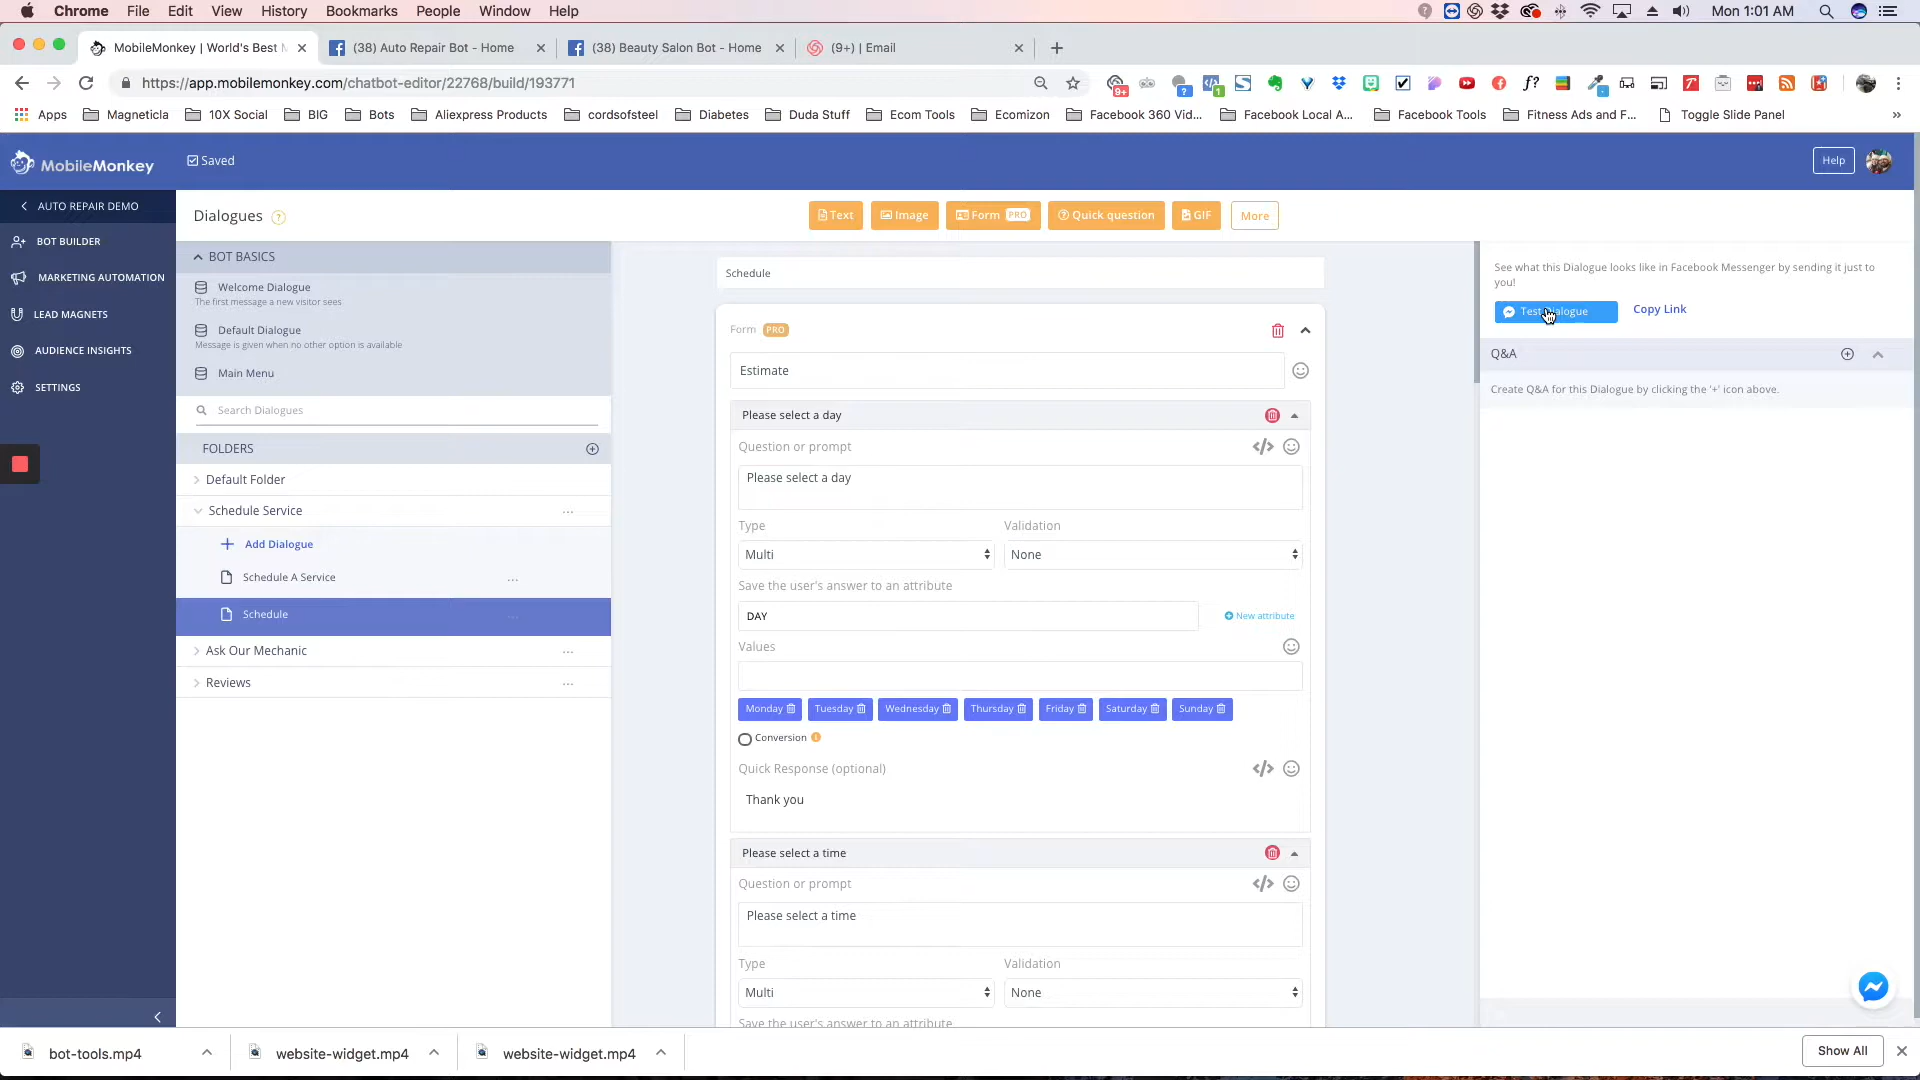 Chrome File Edit View History Bookmarks People Window Help Mon 1:01 AM
MobileMonkey | World's Best (38) Auto Repair Bot - Home (38) Beauty Salon Bot - Home (9+) | Email
https://app.mobilemonkey.com/chatbot-editor/22768/build/193771
9+ ? 1 f?
Apps Magneticla 10X Social BIG Bots Aliexpress Products cordsofsteel Diabetes Duda Stuff Ecom Tools Ecomizon Facebook 360 Vid... Facebook Local A... Facebook Tools Fitness Ads and F... Toggle Slide Panel »
MobileMonkey Saved Help
AUTO REPAIR DEMO
BOT BUILDER
MARKETING AUTOMATION
LEAD MAGNETS
AUDIENCE INSIGHTS
SETTINGS
Dialogues ? Text Image Form PRO Quick question GIF More
BOT BASICS
Welcome Dialogue
The first message a new visitor sees
Default Dialogue
Message is given when no other option is available
Main Menu
Search Dialogues
FOLDERS
Default Folder
Schedule Service ...
Add Dialogue
Schedule A Service ...
Schedule ...
Ask Our Mechanic ...
Reviews ...
Schedule
Form PRO
Estimate
Please select a day
Question or prompt </>
Please select a day
Type Validation
Multi None
Save the user's answer to an attribute
DAY New attribute
Values
Monday Tuesday Wednesday Thursday Friday Saturday Sunday
Conversion
Quick Response (optional) </>
Thank you
Please select a time
Question or prompt </>
Please select a time
Type Validation
Multi None
Save the user's answer to an attribute
See what this Dialogue looks like in Facebook Messenger by sending it just to
you!
Test Dialogue Copy Link
Q&A
Create Q&A for this Dialogue by clicking the '+' icon above.
bot-tools.mp4 website-widget.mp4 website-widget.mp4 Show All